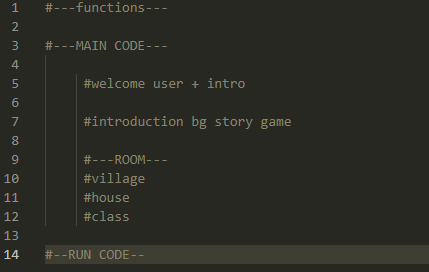 1 #---functions---
2
3 #---MAIN CODE---
4
5 #welcome user + intro
6
7 #introduction bg story game
8
9 #---ROOM---
10 #village
11 #house
12 #class
13
14 #--RUN CODE--